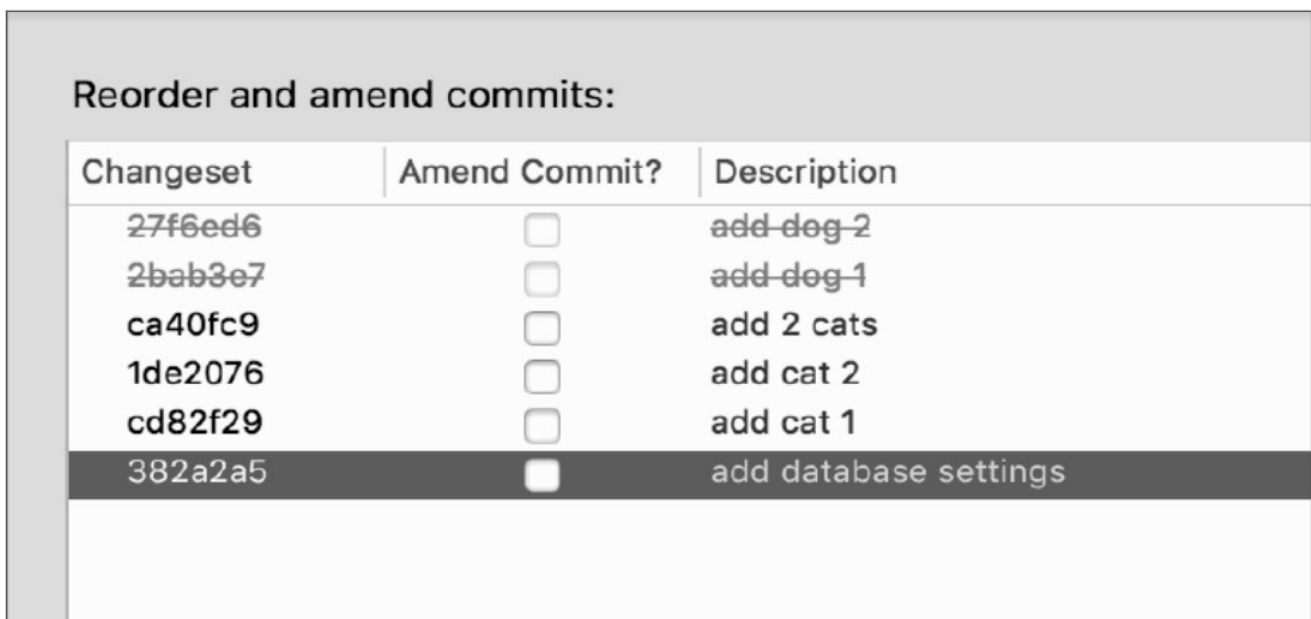 Reorder and amend commits:
Changeset Amend Commit? Description
27f6ed6 add dog 2
2bab3e7 add dog 1
ca40fc9 add 2 cats
1de2076 add cat 2
cd82f29 add cat 1
382a2a5 add database settings